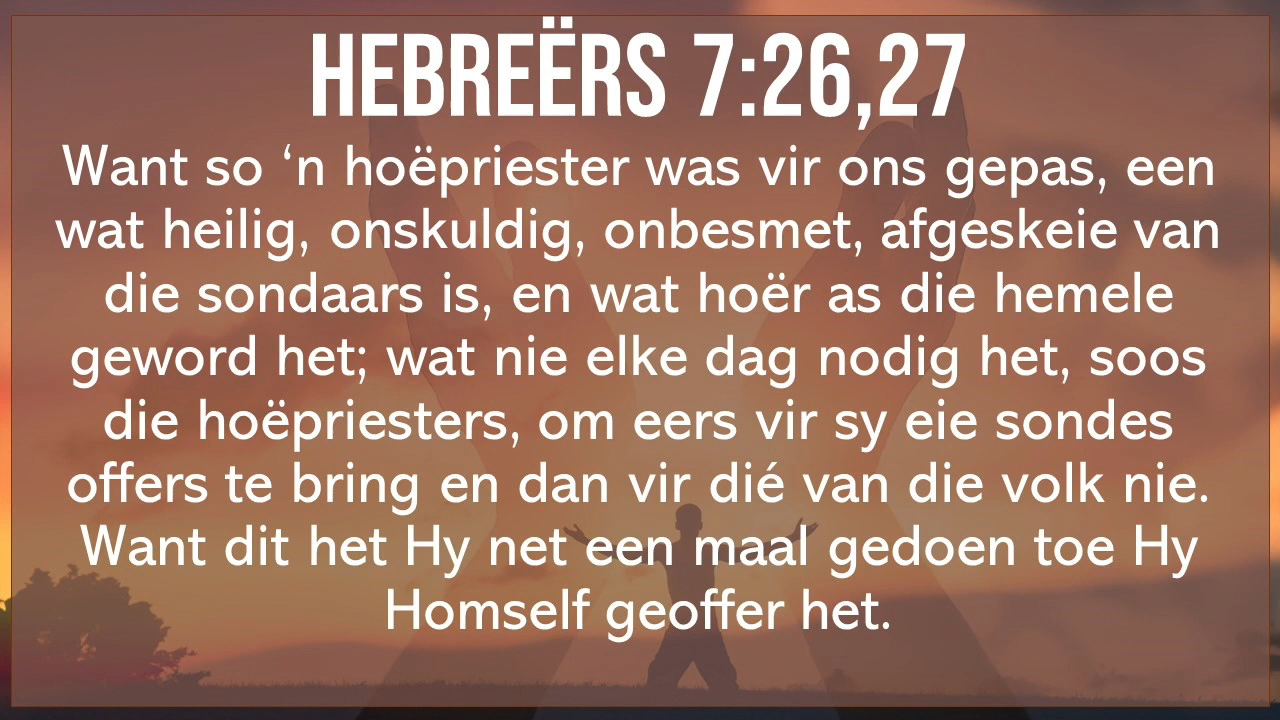 HEBREËRS 7:26,27
Want so ‘n hoëpriester was vir ons gepas, een
wat heilig, onskuldig, onbesmet, afgeskeie van
die sondaars is, en wat hoër as die hemele
geword het; wat nie elke dag nodig het, soos
die hoëpriesters, om eers vir sy eie sondes
offers te bring en dan vir dié van die volk nie.
Want dit het Hy net een maal gedoen toe Hy
Homself geoffer het.